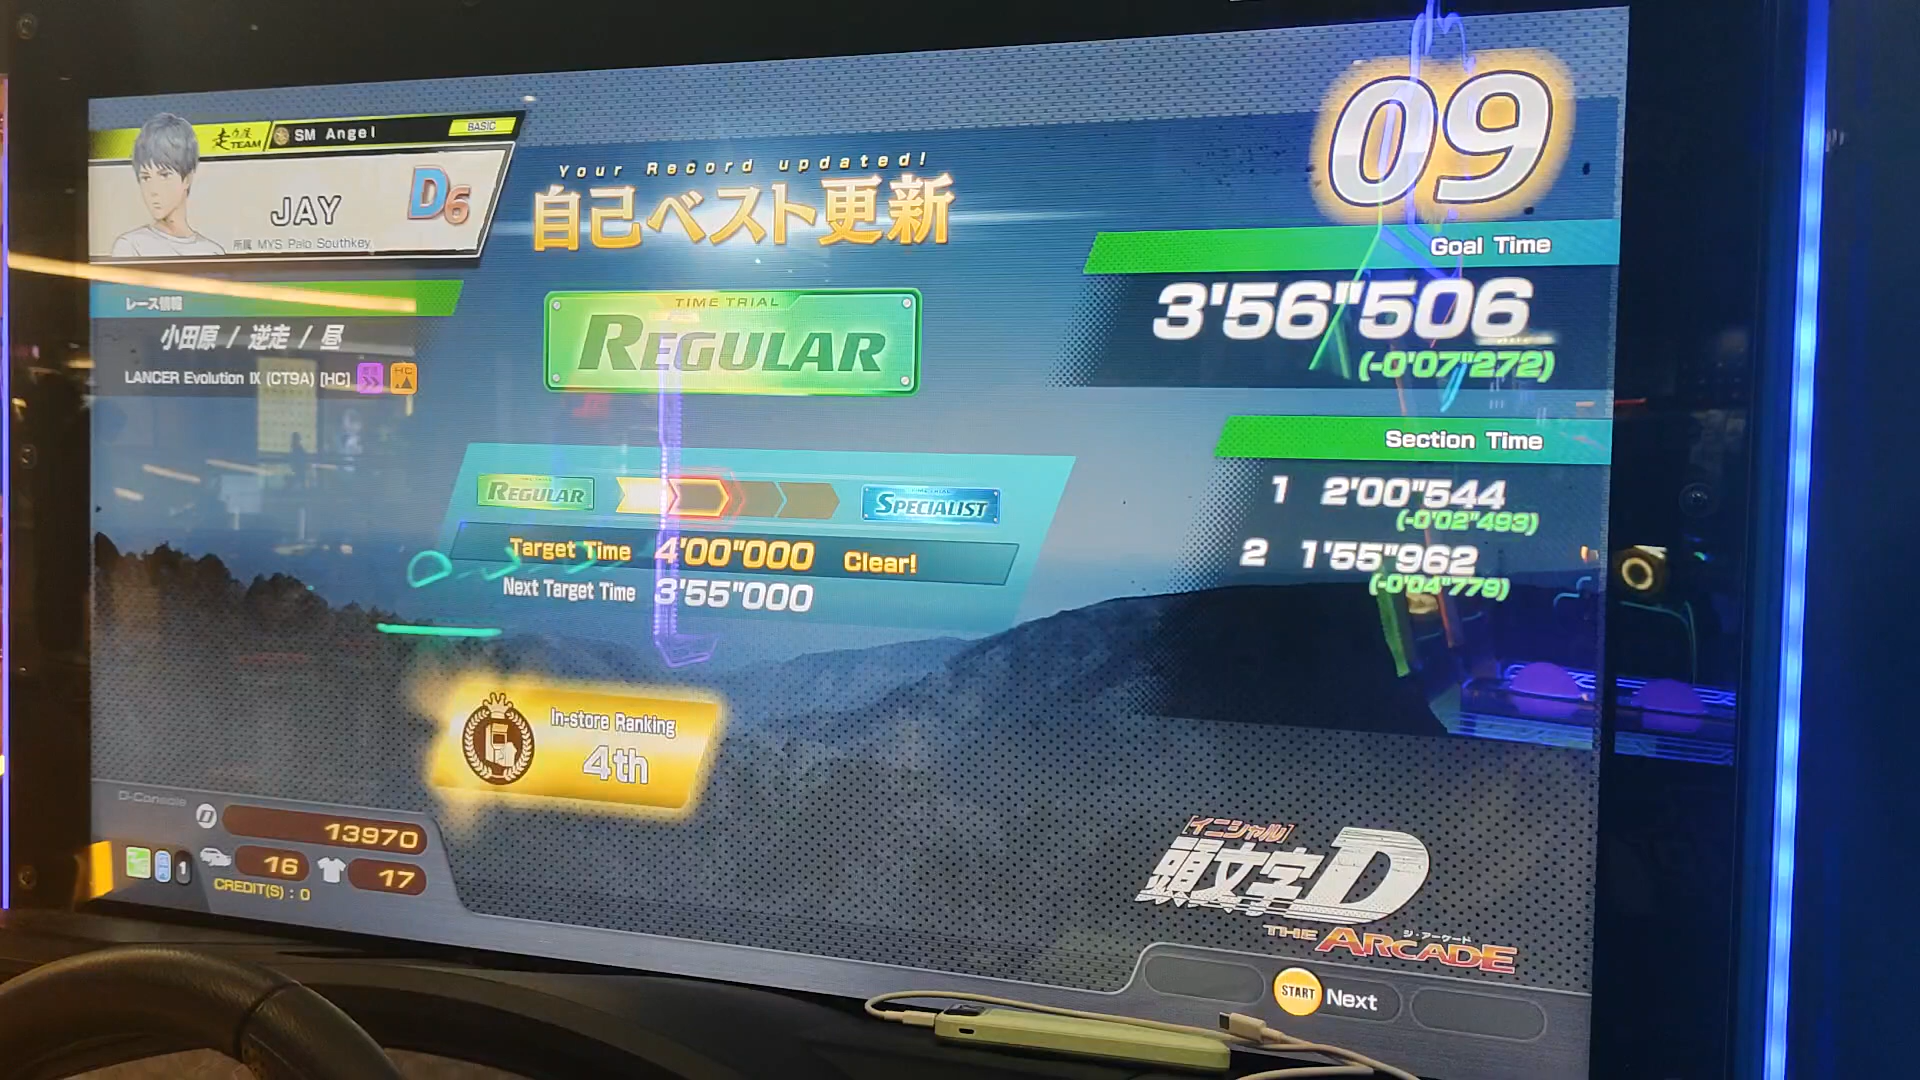 走り屋TEAM SM Angel BASIC
JAY D6
所属 MYS Palo Southkey
レース情報
小田原 / 逆走 / 昼
LANCER Evolution Ⅸ (CT9A) [HC] HC
Your Record updated!
自己ベスト更新
TIME TRIAL
REGULAR
09
Goal Time
3'56"506
(-0'07"272)
Section Time
1 2'00"544
(-0'02"493)
2 1'55"962
(-0'04"779)
REGULAR SPECIALIST
Target Time 4'00"000 Clear!
Next Target Time 3'55"000
In-store Ranking
4th
D-Console
D 13970
1 16 17
CREDIT(S) : 0
[イニシャル]
頭文字D
THE ARCADE
ジ・アーケード
START Next